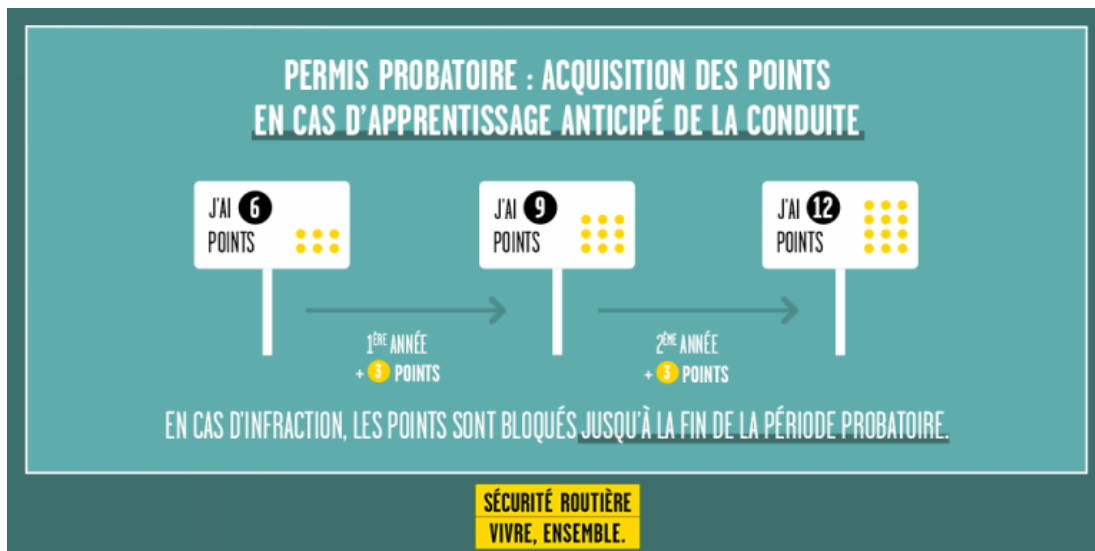 PERMIS PROBATOIRE : ACQUISITION DES POINTS
EN CAS D'APPRENTISSAGE ANTICIPÉ DE LA CONDUITE
J'AI 6
POINTS
J'AI 9
POINTS
J'AI 12
POINTS
1ÈRE ANNÉE
+ 3 POINTS
2ÈME ANNÉE
+ 3 POINTS
EN CAS D'INFRACTION, LES POINTS SONT BLOQUÉS JUSQU'À LA FIN DE LA PÉRIODE PROBATOIRE.
SÉCURITÉ ROUTIÈRE
VIVRE, ENSEMBLE.